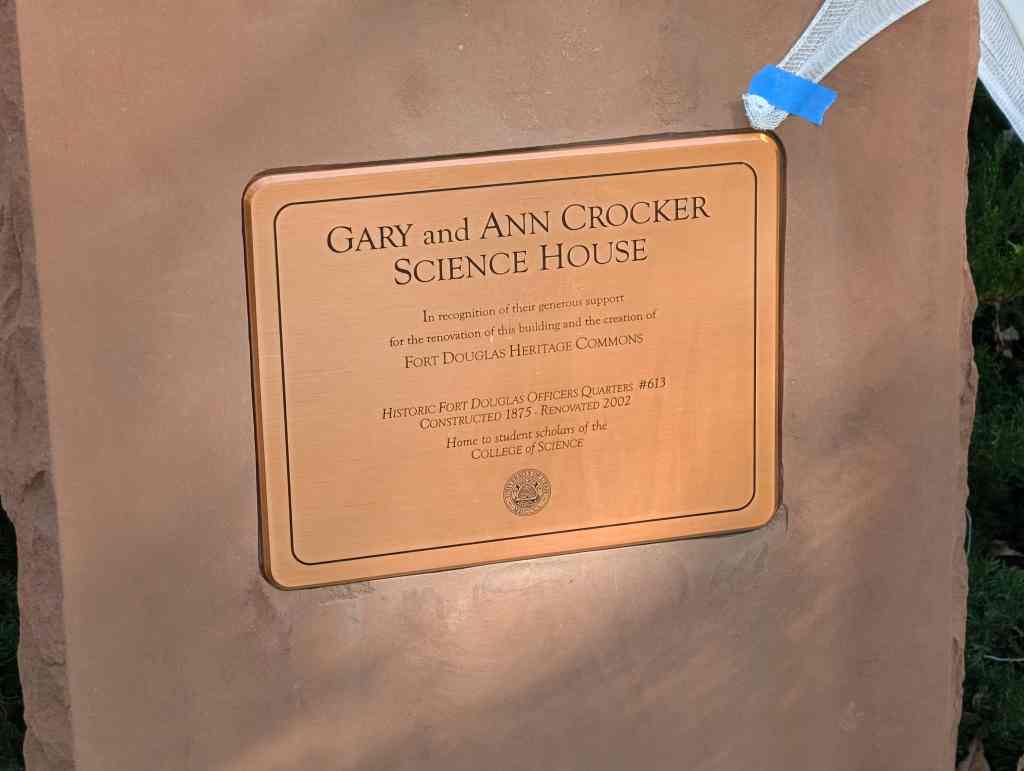 GARY and ANN CROCKER
SCIENCE HOUSE
In recognition of their generous support
for the renovation of this building and the creation of
FORT DOUGLAS HERITAGE COMMONS
HISTORIC FORT DOUGLAS OFFICERS QUARTERS #613
CONSTRUCTED 1875 - RENOVATED 2002
Home to student scholars of the
COLLEGE of SCIENCE